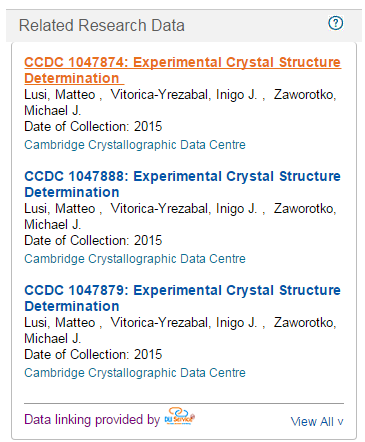 Related Research Data ?
CCDC 1047874: Experimental Crystal Structure
Determination
Lusi, Matteo , Vitorica-Yrezabal, Inigo J. , Zaworotko,
Michael J.
Date of Collection: 2015
Cambridge Crystallographic Data Centre
CCDC 1047888: Experimental Crystal Structure
Determination
Lusi, Matteo , Vitorica-Yrezabal, Inigo J. , Zaworotko,
Michael J.
Date of Collection: 2015
Cambridge Crystallographic Data Centre
CCDC 1047879: Experimental Crystal Structure
Determination
Lusi, Matteo , Vitorica-Yrezabal, Inigo J. , Zaworotko,
Michael J.
Date of Collection: 2015
Cambridge Crystallographic Data Centre
Data linking provided by DLI Service
View All v